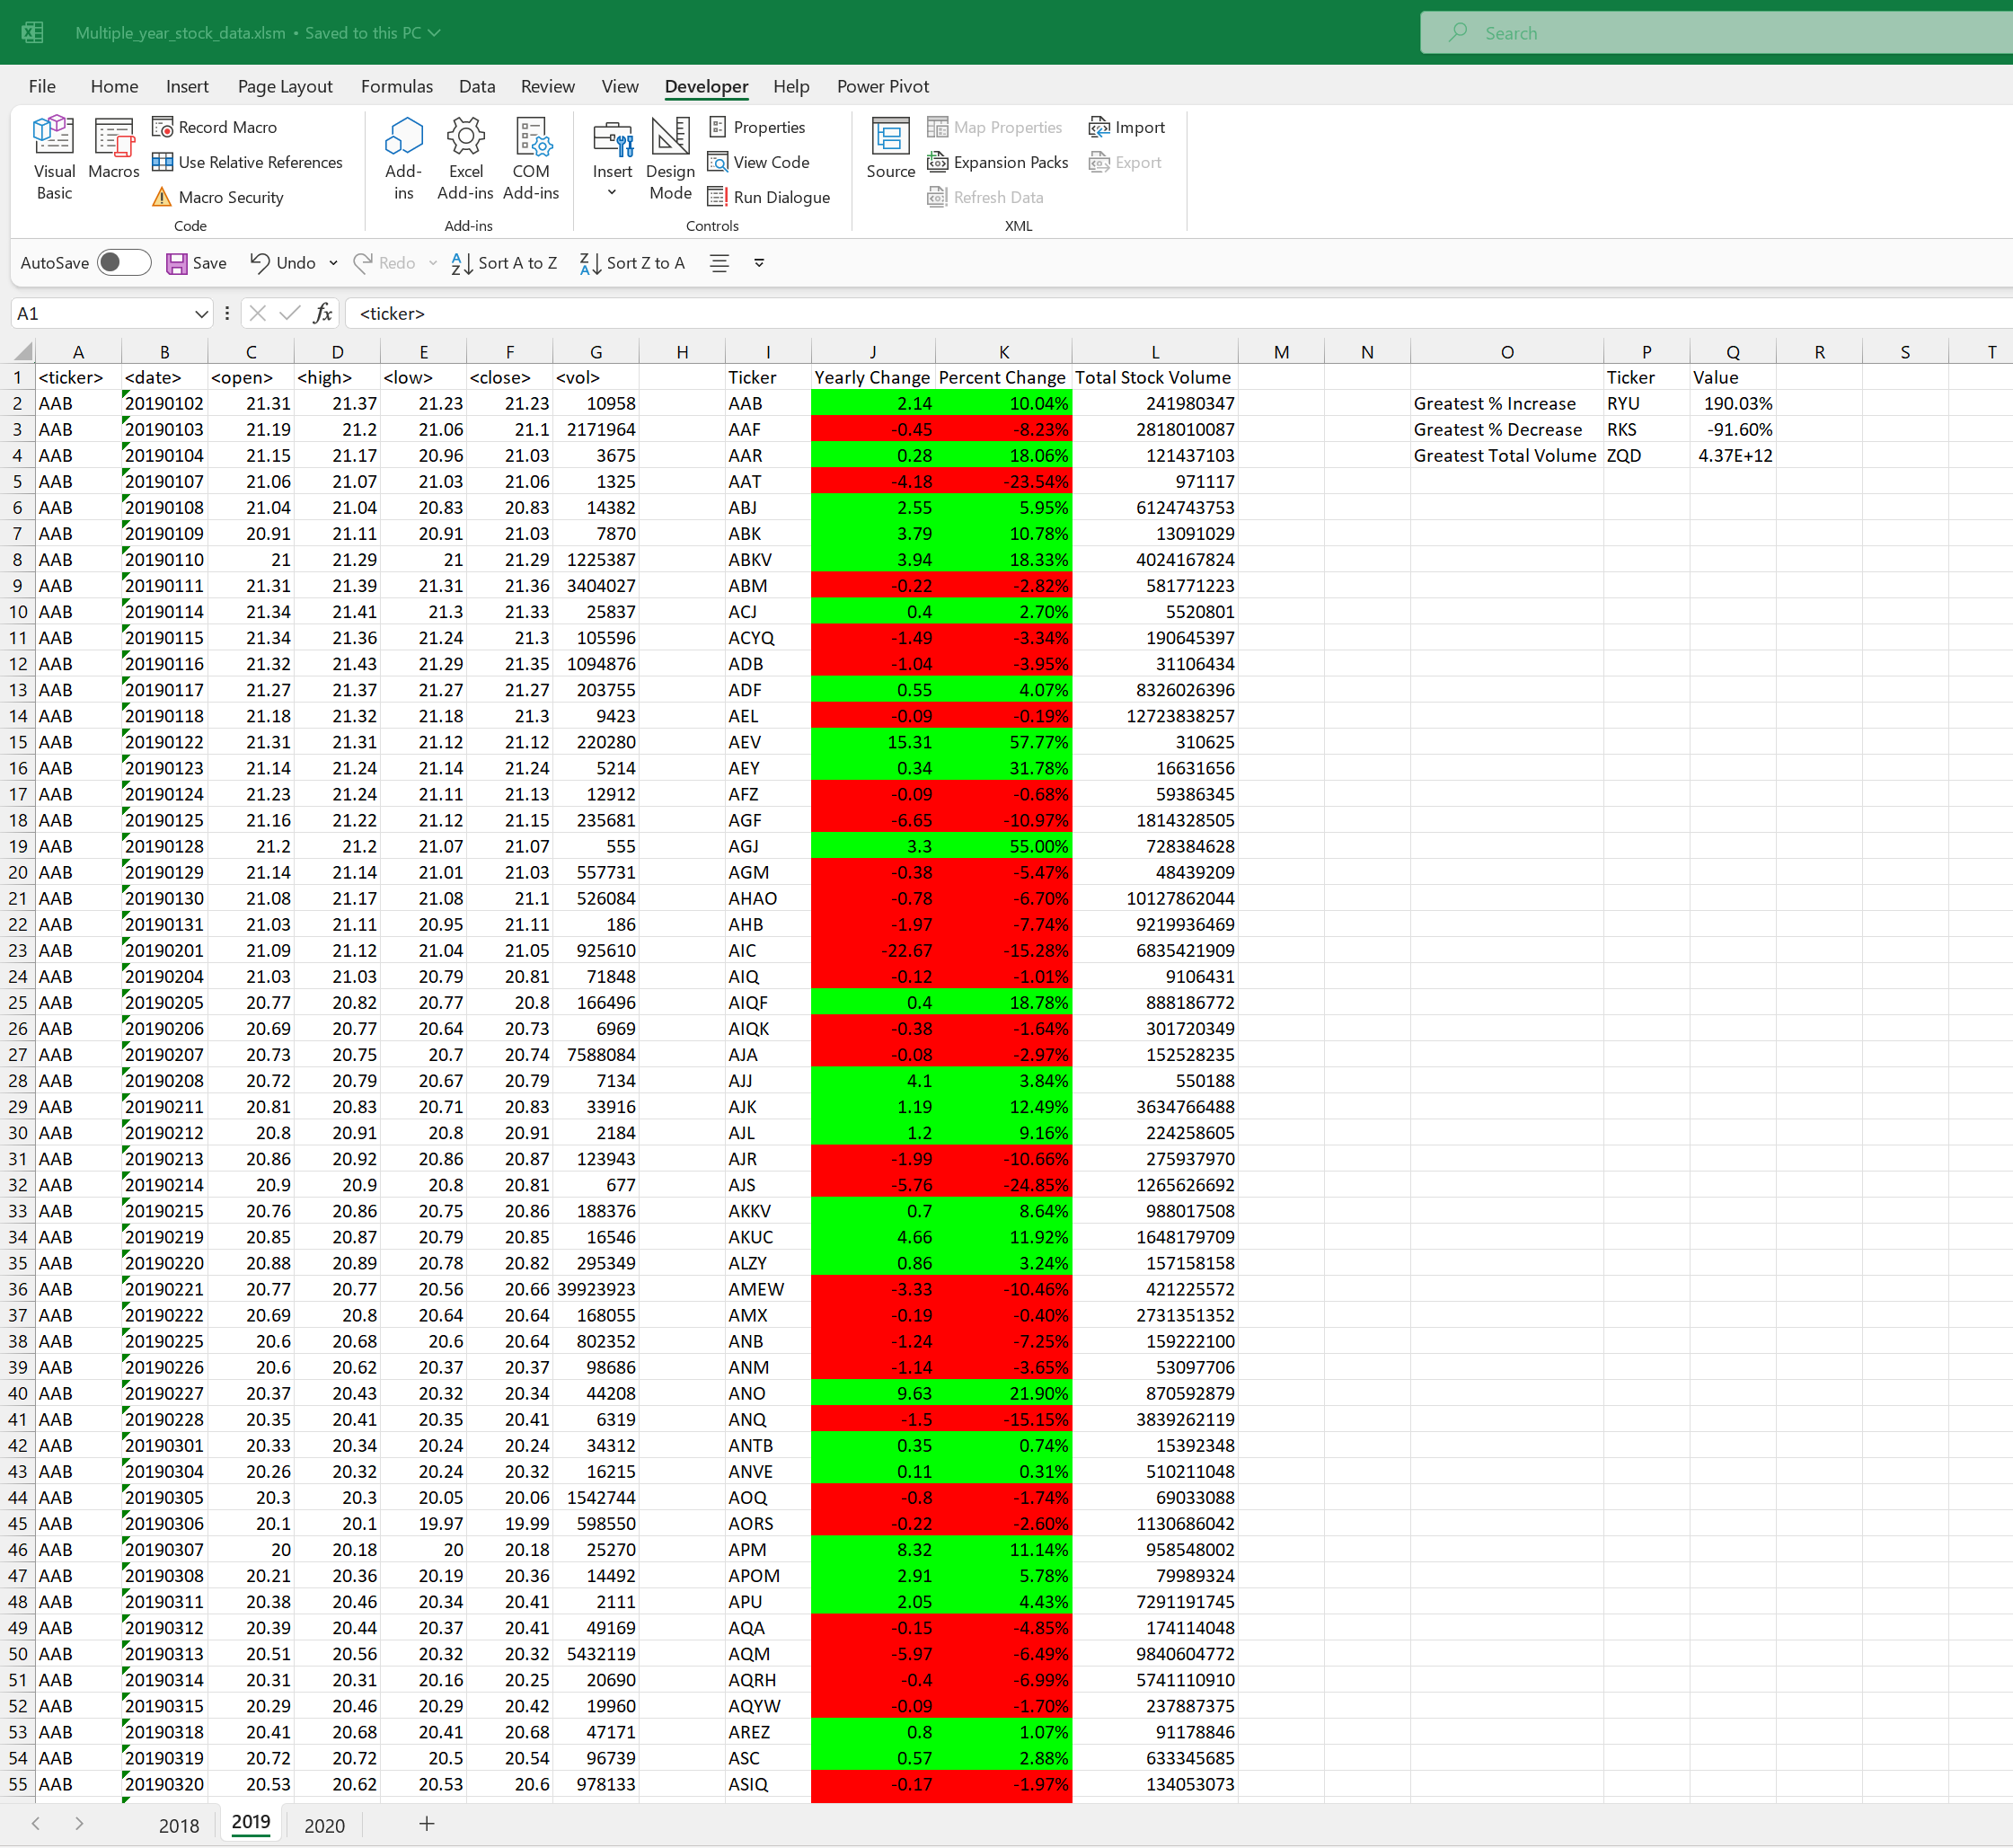 Multiple_year_stock_data.xlsm • Saved to this PC
Search
File Home Insert Page Layout Formulas Data Review View Developer Help Power Pivot
Visual Basic
Macros
Record Macro
Use Relative References
Macro Security
Code
Add-ins
Excel Add-ins
COM Add-ins
Add-ins
Insert
Design Mode
Properties
View Code
Run Dialogue
Controls
Source
Map Properties
Expansion Packs
Refresh Data
Import
Export
XML
AutoSave Save Undo Redo Sort A to Z Sort Z to A
A1 fx <ticker>
A B C D E F G H I J K L M N O P Q R S T
1 <ticker> <date> <open> <high> <low> <close> <vol> Ticker Yearly Change Percent Change Total Stock Volume Ticker Value
2 AAB 20190102 21.31 21.37 21.23 21.23 10958 AAB 2.14 10.04% 241980347 Greatest % Increase RYU 190.03%
3 AAB 20190103 21.19 21.2 21.06 21.1 2171964 AAF -0.45 -8.23% 2818010087 Greatest % Decrease RKS -91.60%
4 AAB 20190104 21.15 21.17 20.96 21.03 3675 AAR 0.28 18.06% 121437103 Greatest Total Volume ZQD 4.37E+12
5 AAB 20190107 21.06 21.07 21.03 21.06 1325 AAT -4.18 -23.54% 971117
6 AAB 20190108 21.04 21.04 20.83 20.83 14382 ABJ 2.55 5.95% 6124743753
7 AAB 20190109 20.91 21.11 20.91 21.03 7870 ABK 3.79 10.78% 13091029
8 AAB 20190110 21 21.29 21 21.29 1225387 ABKV 3.94 18.33% 4024167824
9 AAB 20190111 21.31 21.39 21.31 21.36 3404027 ABM -0.22 -2.82% 581771223
10 AAB 20190114 21.34 21.41 21.3 21.33 25837 ACJ 0.4 2.70% 5520801
11 AAB 20190115 21.34 21.36 21.24 21.3 105596 ACYQ -1.49 -3.34% 190645397
12 AAB 20190116 21.32 21.43 21.29 21.35 1094876 ADB -1.04 -3.95% 31106434
13 AAB 20190117 21.27 21.37 21.27 21.27 203755 ADF 0.55 4.07% 8326026396
14 AAB 20190118 21.18 21.32 21.18 21.3 9423 AEL -0.09 -0.19% 12723838257
15 AAB 20190122 21.31 21.31 21.12 21.12 220280 AEV 15.31 57.77% 310625
16 AAB 20190123 21.14 21.24 21.14 21.24 5214 AEY 0.34 31.78% 16631656
17 AAB 20190124 21.23 21.24 21.11 21.13 12912 AFZ -0.09 -0.68% 59386345
18 AAB 20190125 21.16 21.22 21.12 21.15 235681 AGF -6.65 -10.97% 1814328505
19 AAB 20190128 21.2 21.2 21.07 21.07 555 AGJ 3.3 55.00% 728384628
20 AAB 20190129 21.14 21.14 21.01 21.03 557731 AGM -0.38 -5.47% 48439209
21 AAB 20190130 21.08 21.17 21.08 21.1 526084 AHAO -0.78 -6.70% 10127862044
22 AAB 20190131 21.03 21.11 20.95 21.11 186 AHB -1.97 -7.74% 9219936469
23 AAB 20190201 21.09 21.12 21.04 21.05 925610 AIC -22.67 -15.28% 6835421909
24 AAB 20190204 21.03 21.03 20.79 20.81 71848 AIQ -0.12 -1.01% 9106431
25 AAB 20190205 20.77 20.82 20.77 20.8 166496 AIQF 0.4 18.78% 888186772
26 AAB 20190206 20.69 20.77 20.64 20.73 6969 AIQK -0.38 -1.64% 301720349
27 AAB 20190207 20.73 20.75 20.7 20.74 7588084 AJA -0.08 -2.97% 152528235
28 AAB 20190208 20.72 20.79 20.67 20.79 7134 AJJ 4.1 3.84% 550188
29 AAB 20190211 20.81 20.83 20.71 20.83 33916 AJK 1.19 12.49% 3634766488
30 AAB 20190212 20.8 20.91 20.8 20.91 2184 AJL 1.2 9.16% 224258605
31 AAB 20190213 20.86 20.92 20.86 20.87 123943 AJR -1.99 -10.66% 275937970
32 AAB 20190214 20.9 20.9 20.8 20.81 677 AJS -5.76 -24.85% 1265626692
33 AAB 20190215 20.76 20.86 20.75 20.86 188376 AKKV 0.7 8.64% 988017508
34 AAB 20190219 20.85 20.87 20.79 20.85 16546 AKUC 4.66 11.92% 1648179709
35 AAB 20190220 20.88 20.89 20.78 20.82 295349 ALZY 0.86 3.24% 157158158
36 AAB 20190221 20.77 20.77 20.56 20.66 39923923 AMEW -3.33 -10.46% 421225572
37 AAB 20190222 20.69 20.8 20.64 20.64 168055 AMX -0.19 -0.40% 2731351352
38 AAB 20190225 20.6 20.68 20.6 20.64 802352 ANB -1.24 -7.25% 159222100
39 AAB 20190226 20.6 20.62 20.37 20.37 98686 ANM -1.14 -3.65% 53097706
40 AAB 20190227 20.37 20.43 20.32 20.34 44208 ANO 9.63 21.90% 870592879
41 AAB 20190228 20.35 20.41 20.35 20.41 6319 ANQ -1.5 -15.15% 3839262119
42 AAB 20190301 20.33 20.34 20.24 20.24 34312 ANTB 0.35 0.74% 15392348
43 AAB 20190304 20.26 20.32 20.24 20.32 16215 ANVE 0.11 0.31% 510211048
44 AAB 20190305 20.3 20.3 20.05 20.06 1542744 AOQ -0.8 -1.74% 69033088
45 AAB 20190306 20.1 20.1 19.97 19.99 598550 AORS -0.22 -2.60% 1130686042
46 AAB 20190307 20 20.18 20 20.18 25270 APM 8.32 11.14% 958548002
47 AAB 20190308 20.21 20.36 20.19 20.36 14492 APOM 2.91 5.78% 79989324
48 AAB 20190311 20.38 20.46 20.34 20.41 2111 APU 2.05 4.43% 7291191745
49 AAB 20190312 20.39 20.44 20.37 20.41 49169 AQA -0.15 -4.85% 174114048
50 AAB 20190313 20.51 20.56 20.32 20.32 5432119 AQM -5.97 -6.49% 9840604772
51 AAB 20190314 20.31 20.31 20.16 20.25 20690 AQRH -0.4 -6.99% 5741110910
52 AAB 20190315 20.29 20.46 20.29 20.42 19960 AQYW -0.09 -1.70% 237887375
53 AAB 20190318 20.41 20.68 20.41 20.68 47171 AREZ 0.8 1.07% 91178846
54 AAB 20190319 20.72 20.72 20.5 20.54 96739 ASC 0.57 2.88% 633345685
55 AAB 20190320 20.53 20.62 20.53 20.6 978133 ASIQ -0.17 -1.97% 134053073
2018 2019 2020